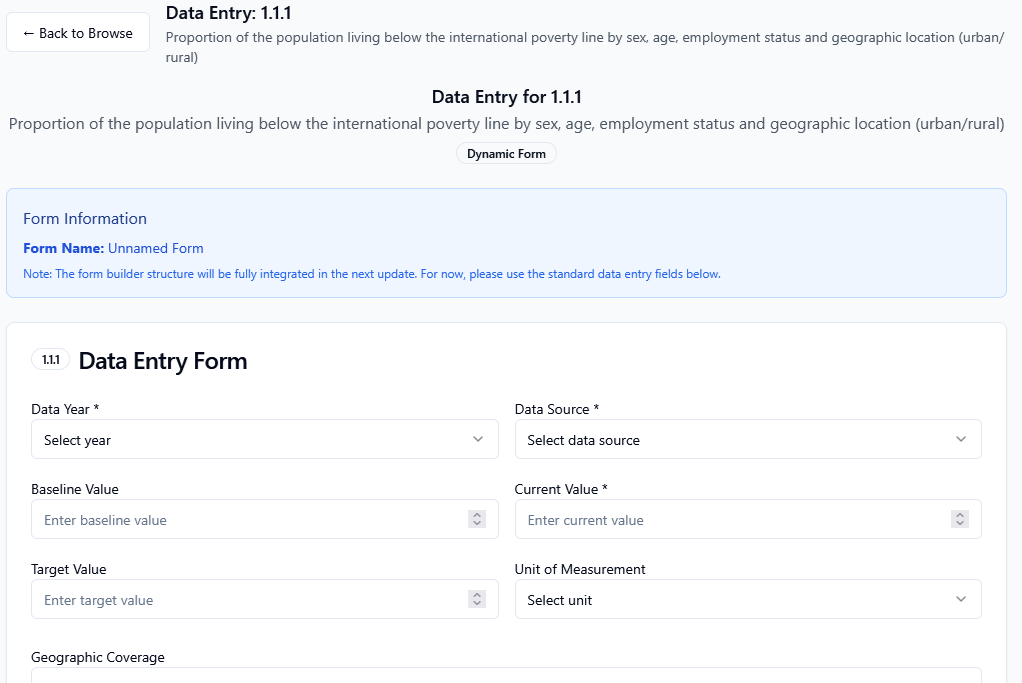 ← Back to Browse
Data Entry: 1.1.1
Proportion of the population living below the international poverty line by sex, age, employment status and geographic location (urban/
rural)
Data Entry for 1.1.1
Proportion of the population living below the international poverty line by sex, age, employment status and geographic location (urban/rural)
Dynamic Form
Form Information
Form Name: Unnamed Form
Note: The form builder structure will be fully integrated in the next update. For now, please use the standard data entry fields below.
1.1.1 Data Entry Form
Data Year *
Select year
Data Source *
Select data source
Baseline Value
Enter baseline value
Current Value *
Enter current value
Target Value
Enter target value
Unit of Measurement
Select unit
Geographic Coverage